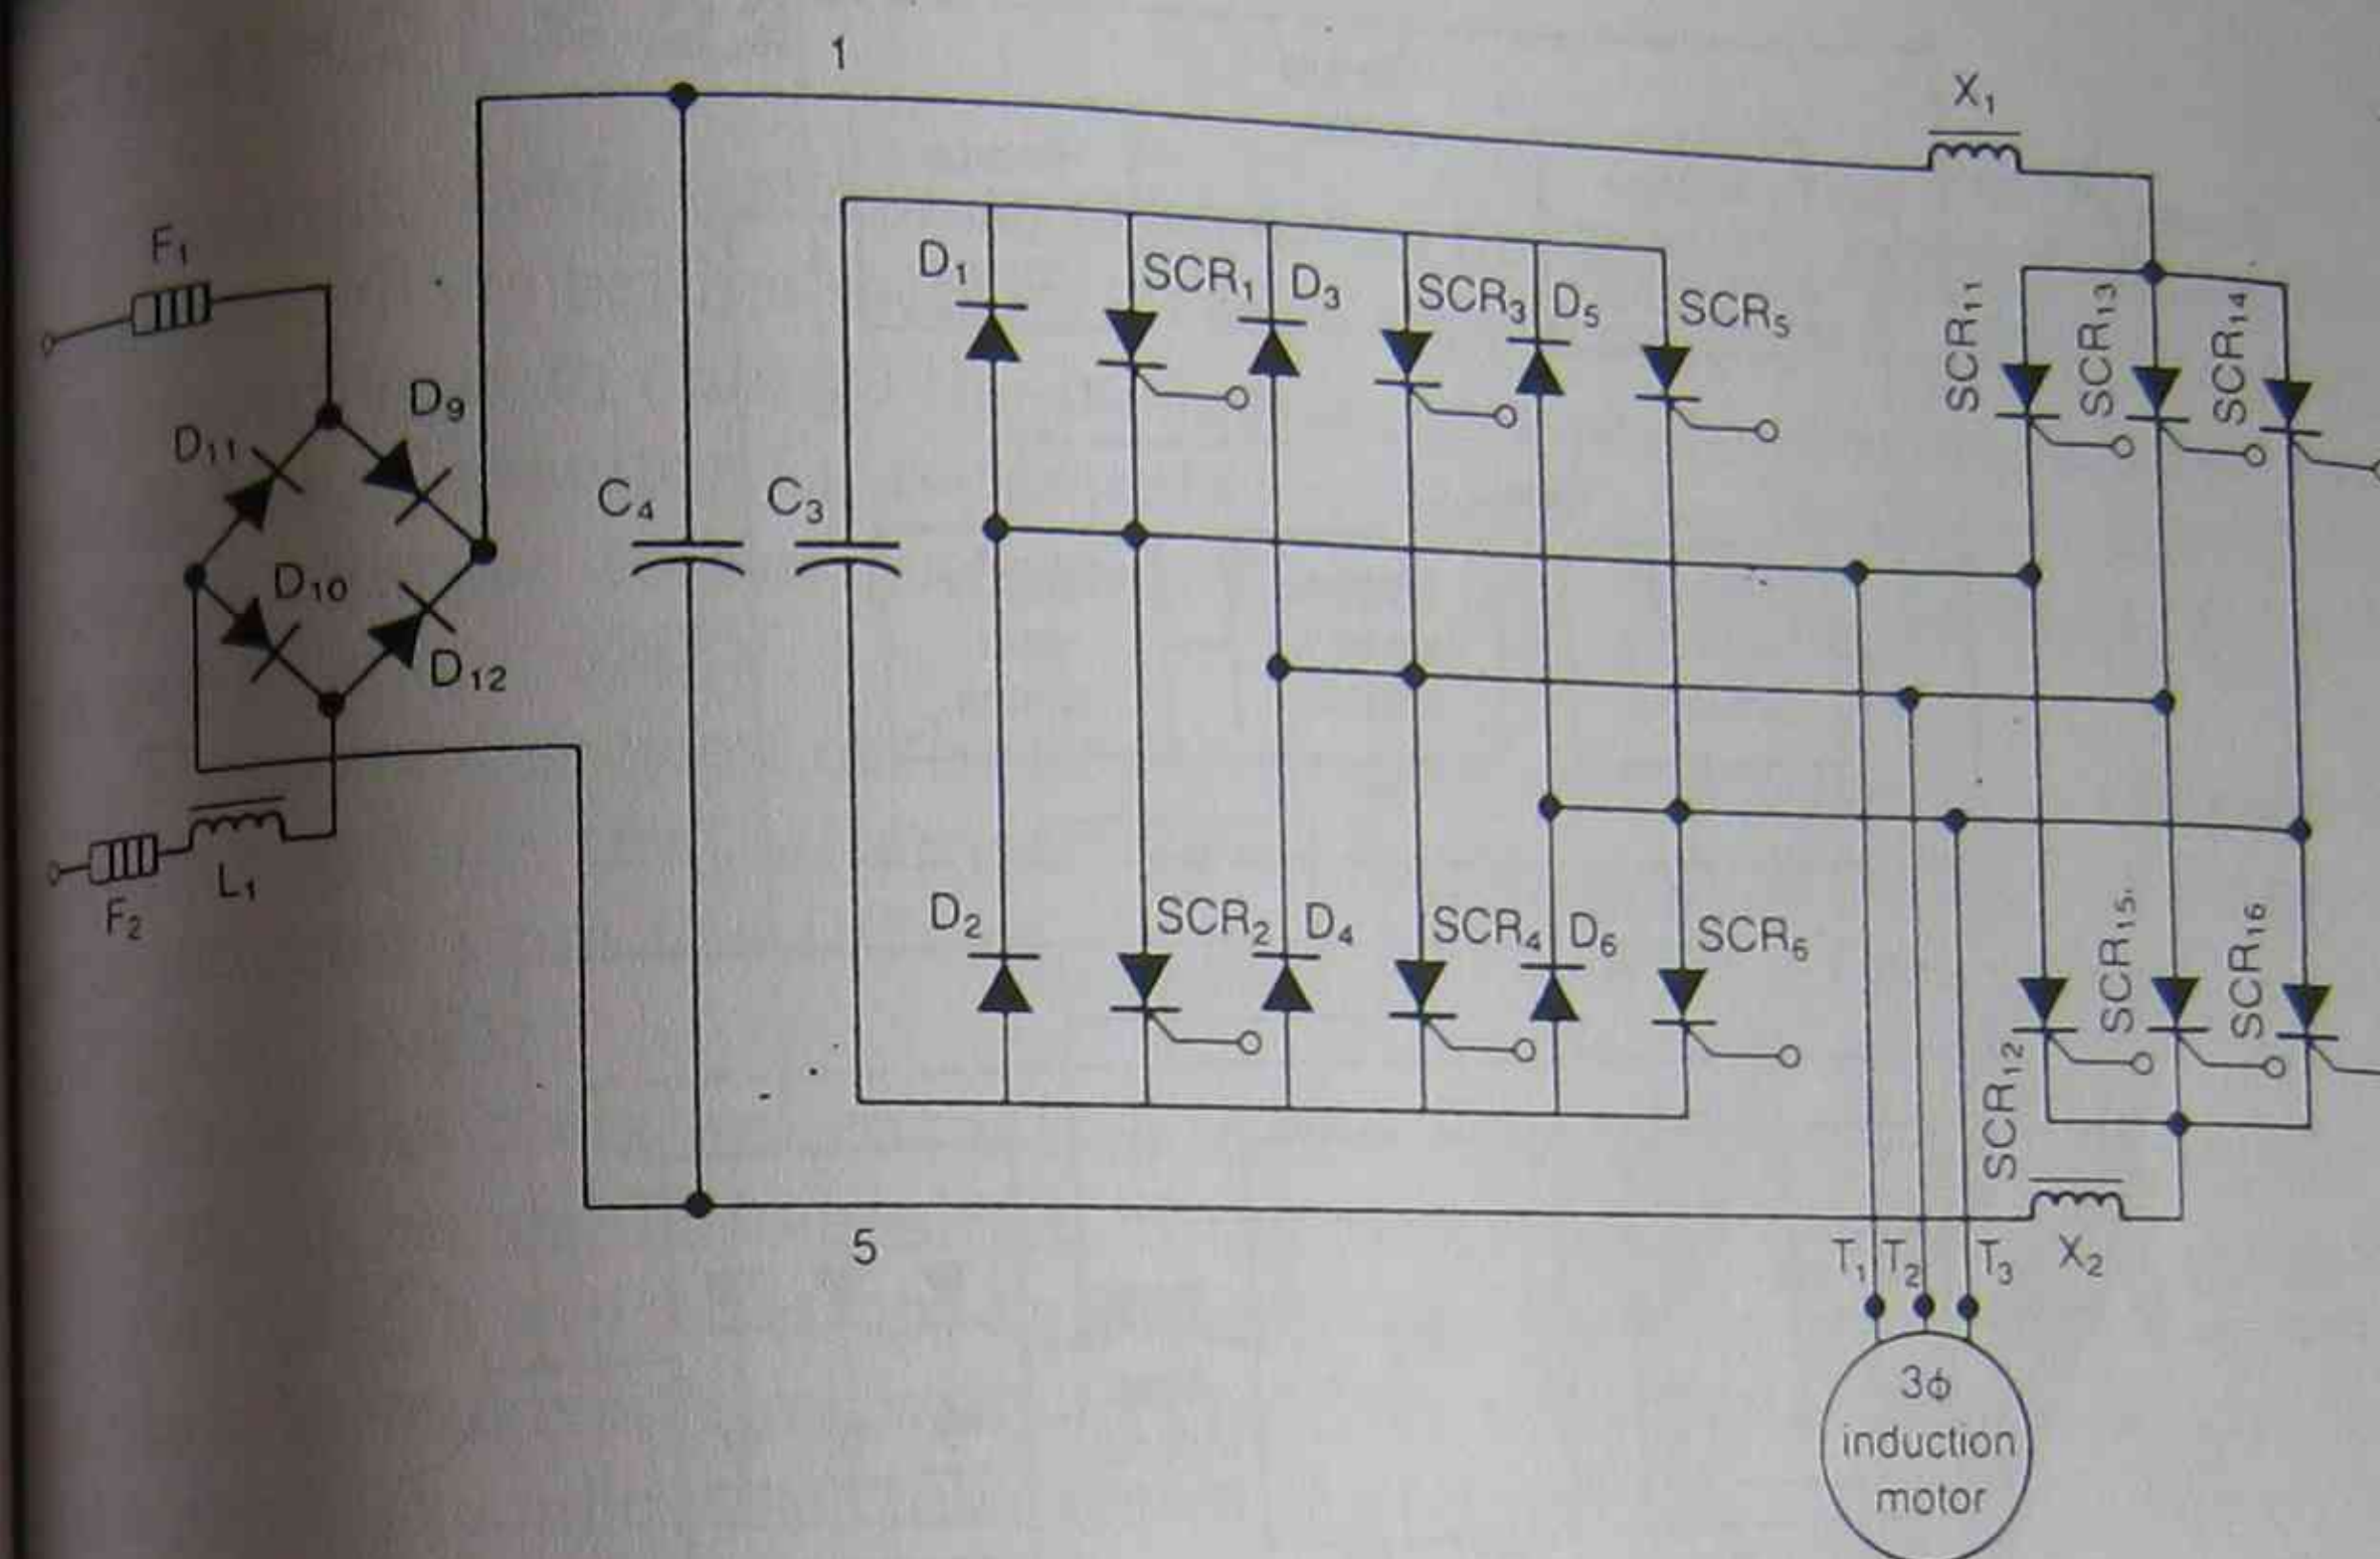 1
X₁
F₁
D₁
SCR₁
D₃
SCR₃
D₅
SCR₅
SCR₁₁
SCR₁₃
SCR₁₄
D₉
D₁₁
C₄
C₃
D₁₀
D₁₂
L₁
F₂
D₂
SCR₂
D₄
SCR₄
D₆
SCR₆
SCR₁₂
SCR₁₅
SCR₁₆
5
T₁
T₂
T₃
X₂
3ϕ
induction
motor